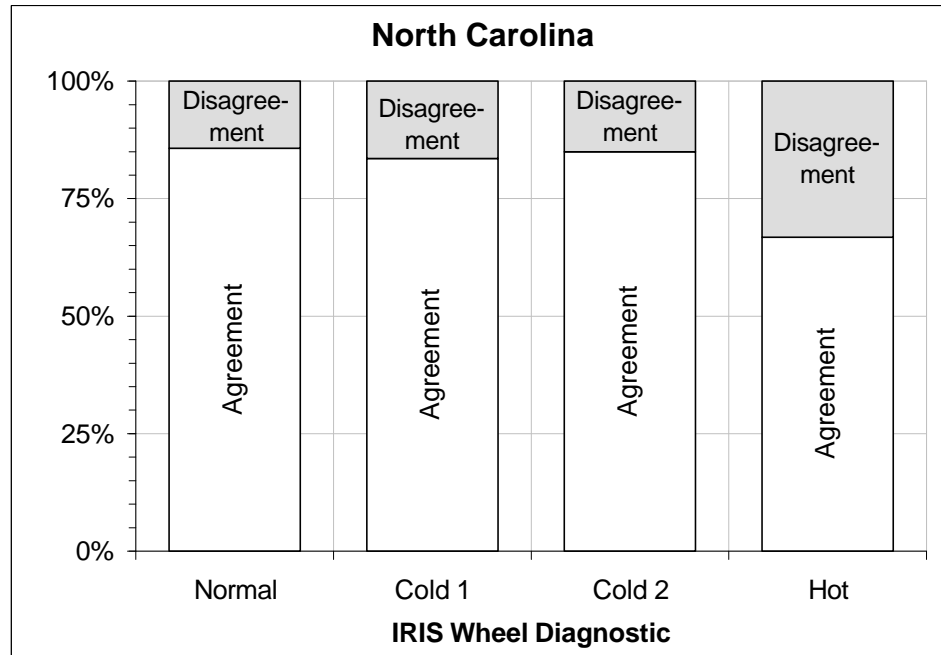 North Carolina
100%
75%
50%
25%
0%
Disagree-
ment
Agreement
Disagree-
ment
Agreement
Disagree-
ment
Agreement
Disagree-
ment
Agreement
Normal
Cold 1
Cold 2
Hot
IRIS Wheel Diagnostic